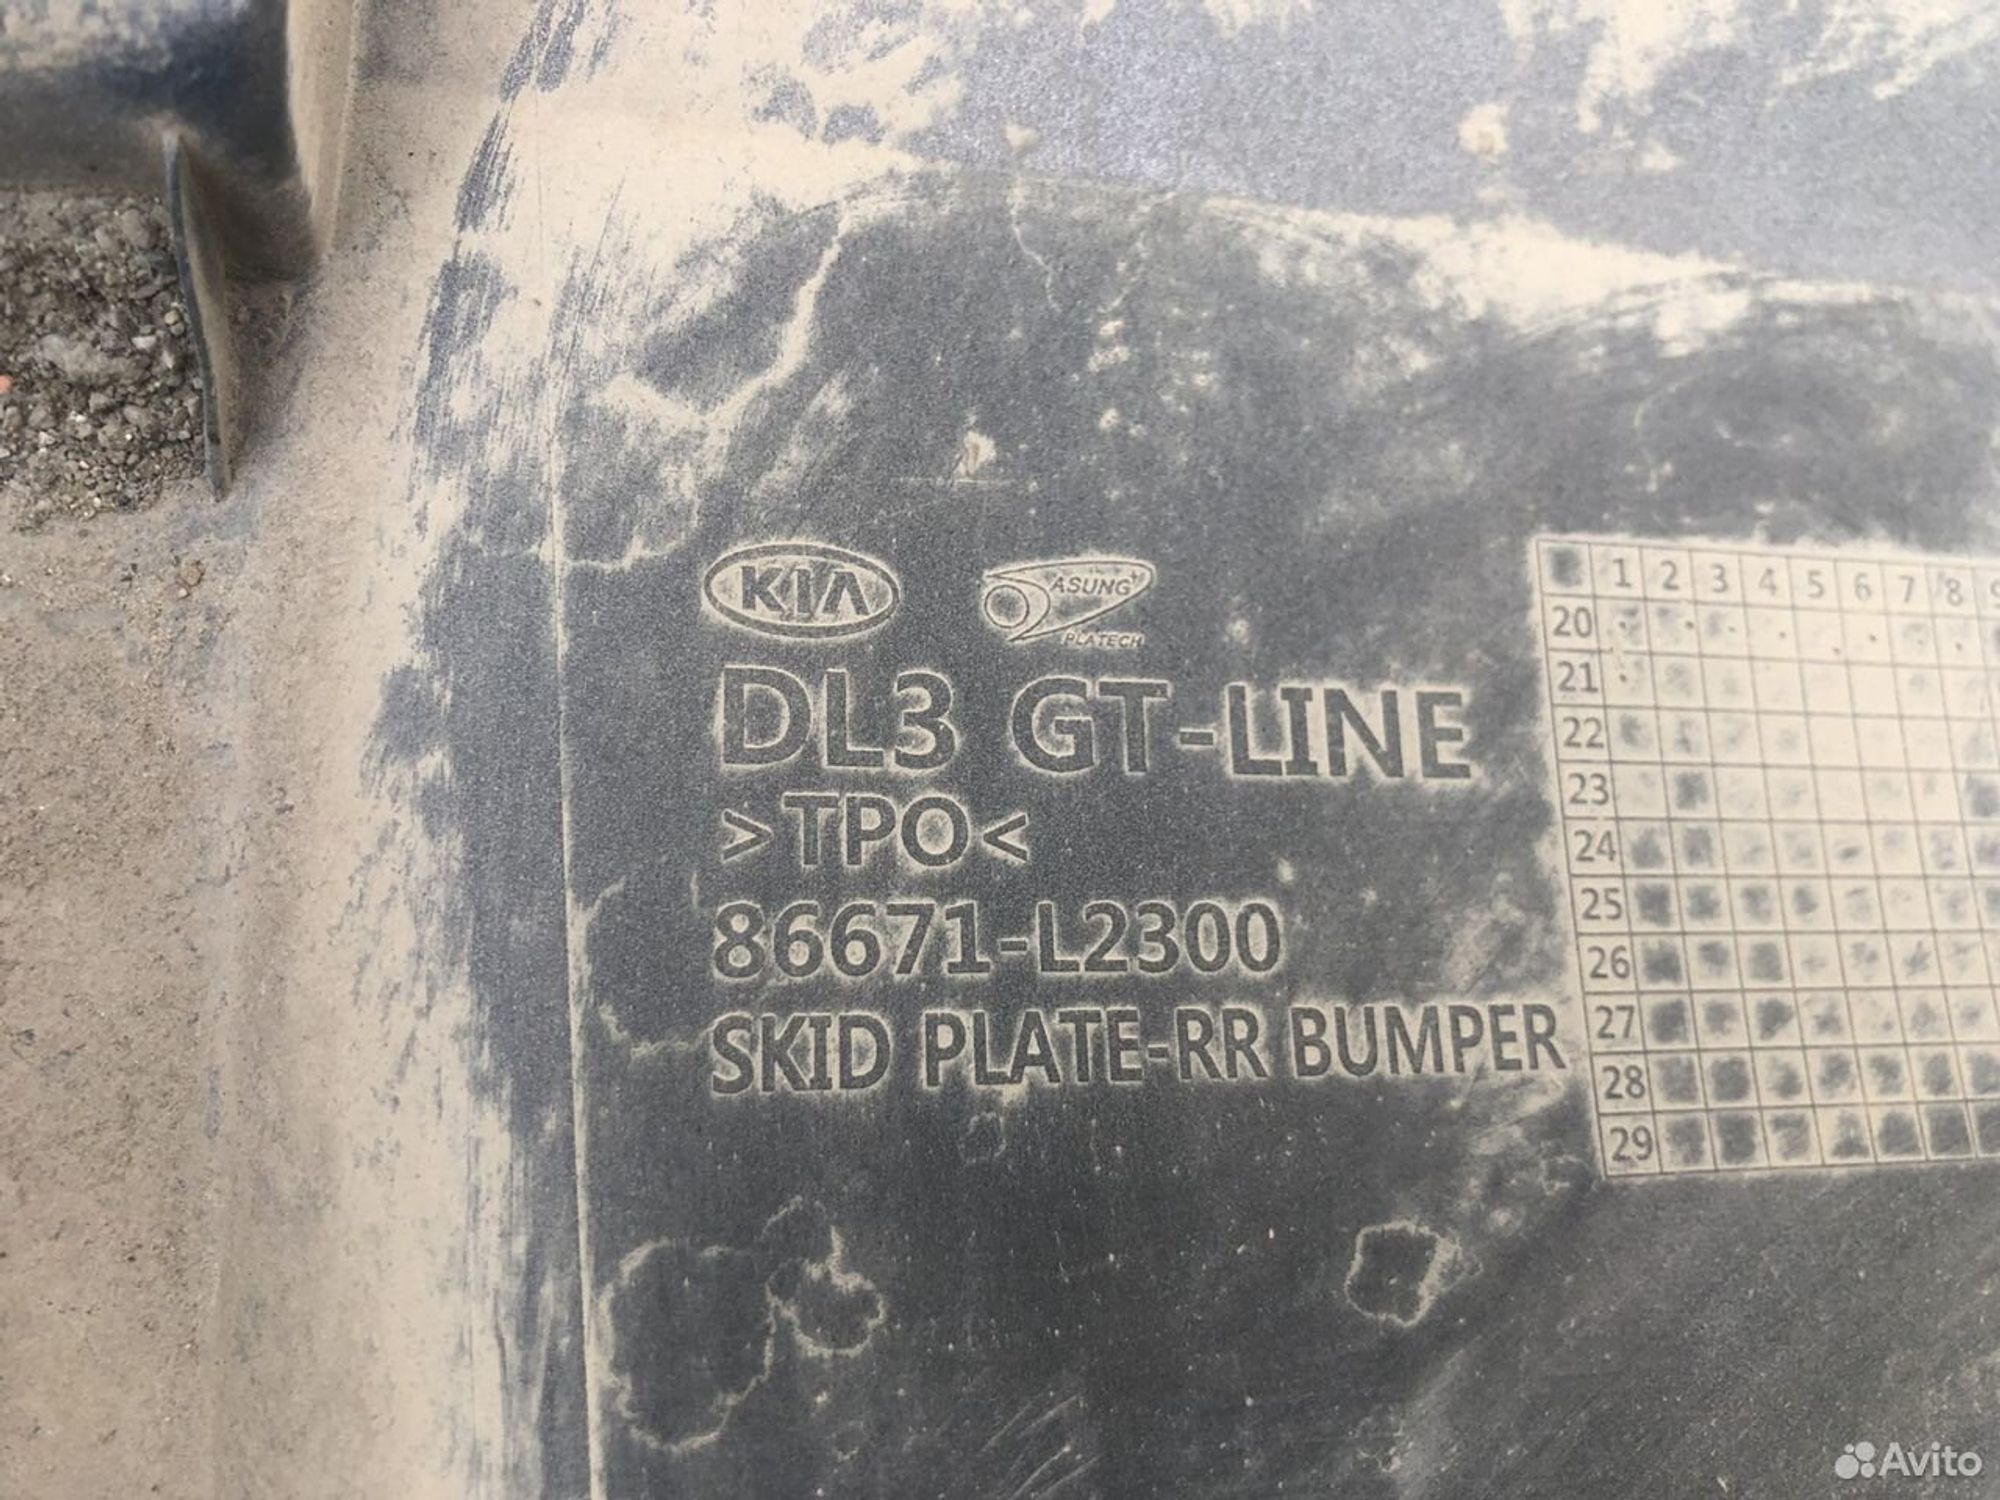 KIA
ASUNG
PLATECH
DL3 GT-LINE
>TPO<
86671-L2300
SKID PLATE-RR BUMPER
1 2 3 4 5 6 7 8 9
20
21
22
23
24
25
26
27
28
29
Avito